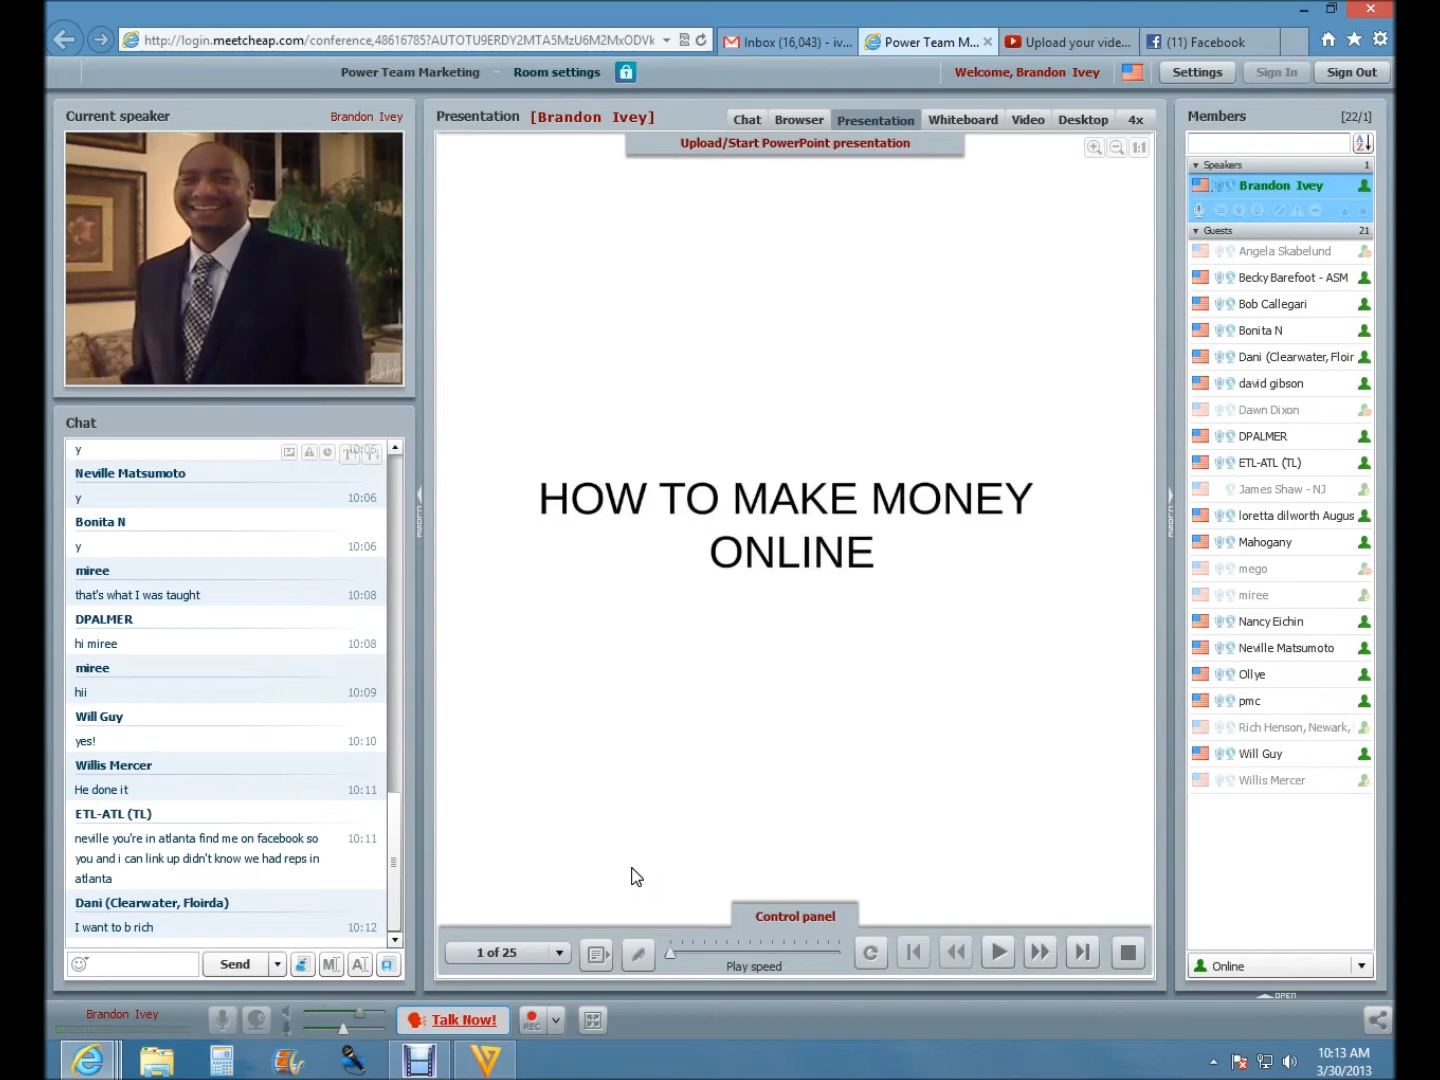 http://login.meetcheap.com/conference,48616785?AUTOTU9ERDY2MTA5MzU6M2MxODVk
Inbox (16,043) - iv...
Power Team M...
Upload your vide...
(11) Facebook
Power Team Marketing
Room settings
Welcome, Brandon Ivey
Settings
Sign In
Sign Out
Current speaker
Brandon Ivey
Presentation [Brandon Ivey]
Chat
Browser
Presentation
Whiteboard
Video
Desktop
4x
Upload/Start PowerPoint presentation
1:1
HOW TO MAKE MONEY
ONLINE
Members
[22/1]
Speakers 1
Brandon Ivey
Guests 21
Angela Skabelund
Becky Barefoot - ASM
Bob Callegari
Bonita N
Dani (Clearwater, Floir
david gibson
Dawn Dixon
DPALMER
ETL-ATL (TL)
James Shaw - NJ
loretta dilworth Augus
Mahogany
mego
miree
Nancy Eichin
Neville Matsumoto
Ollye
pmc
Rich Henson, Newark,
Will Guy
Willis Mercer
Online
OPEN
Chat
y 10:06
Neville Matsumoto
y 10:06
Bonita N
y 10:06
miree
that's what I was taught 10:08
DPALMER
hi miree 10:08
miree
hii 10:09
Will Guy
yes! 10:10
Willis Mercer
He done it 10:11
ETL-ATL (TL)
neville you're in atlanta find me on facebook so 10:11
you and i can link up didn't know we had reps in
atlanta
Dani (Clearwater, Floirda)
I want to b rich 10:12
Send
Control panel
1 of 25
Play speed
Brandon Ivey
Talk Now!
REC
10:13 AM
3/30/2013